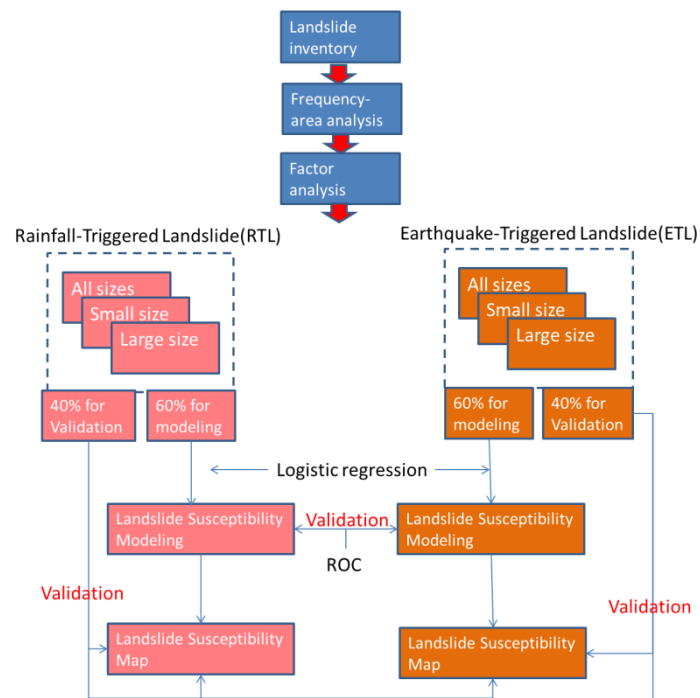 Landslide
inventory
Frequency-
area analysis
Factor
analysis
Rainfall-Triggered Landslide(RTL)
All sizes
Small size
Large size
40% for
Validation
60% for
modeling
Earthquake-Triggered Landslide(ETL)
All sizes
Small size
Large size
60% for
modeling
40% for
Validation
Logistic regression
Landslide Susceptibility
Modeling
Validation
ROC
Landslide Susceptibility
Modeling
Validation
Validation
Landslide Susceptibility
Map
Landslide Susceptibility
Map